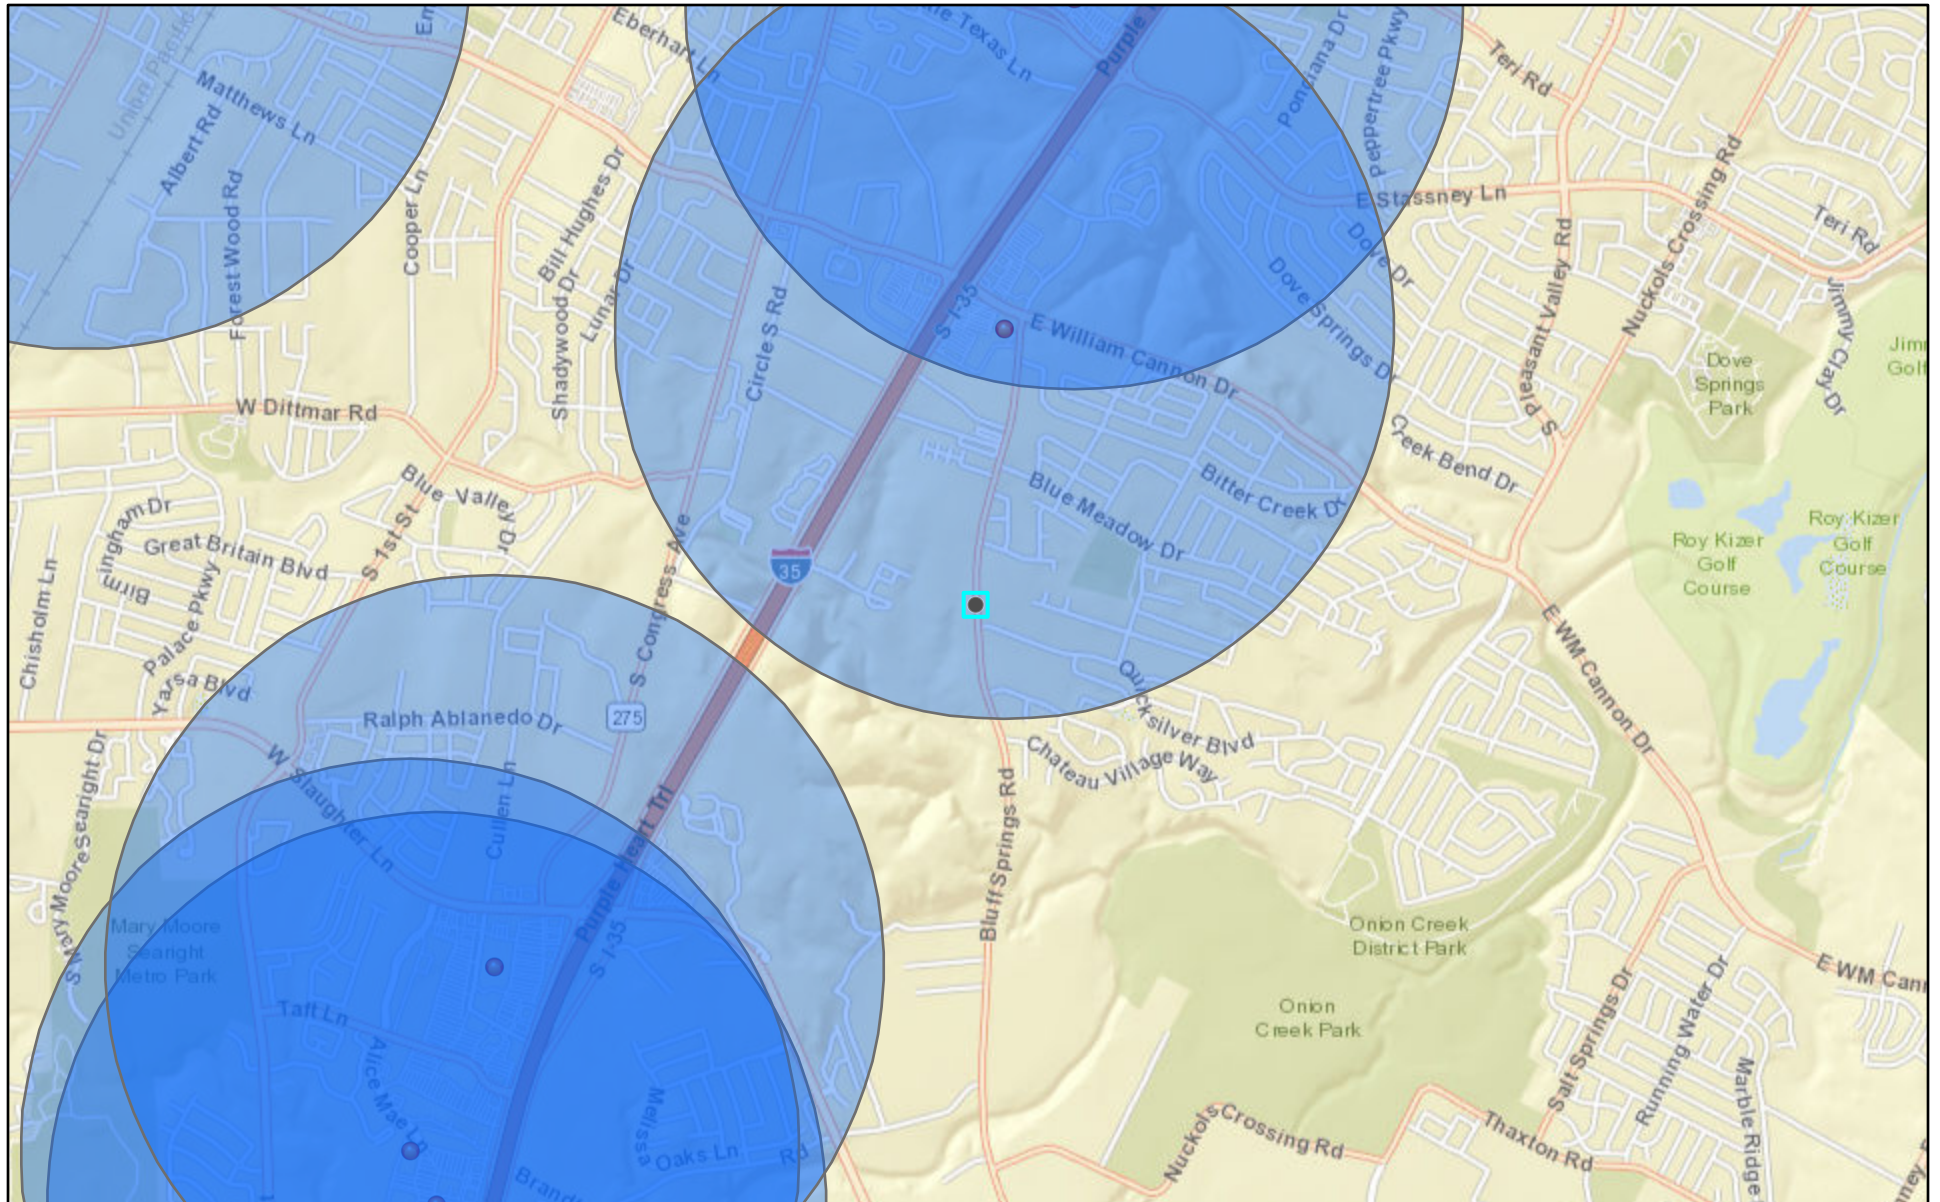 Eberhart Ln
Texas Ln
Purple
Teri Rd
Matthews Ln
Union Pacific
Albert Rd
Forest Wood Rd
Cooper Ln
Bill Hughes Dr
Shadywood Dr
Lunar Dr
Circle S Rd
S I-35
Peppertree Pkwy
E Stassney Ln
Dove Dr
Dove Springs Dr
E William Cannon Dr
Pleasant Valley Rd
S
Nuckols Crossing Rd
Teri Rd
Jimmy Clay Dr
Dove
Springs
Park
W Dittmar Rd
Blue Valley Dr
S 1st St
Birmingham Dr
Great Britain Blvd
Palace Pkwy
Chisholm Ln
Yarsa Blvd
S Congress Ave
35
Blue Meadow Dr
Bitter Creek Dr
Creek Bend Dr
Roy Kizer
Golf
Course
Roy Kizer
Golf
Course
E WM Cannon Dr
Quicksilver Blvd
Chateau Village Way
Ralph Ablanedo Dr
275
W Slaughter Ln
Cullen Ln
Purple Heart Trl
S I-35
Bluff Springs Rd
S Mary Moore Searight Dr
Mary Moore
Searight
Metro Park
Taft Ln
Alice Mae Ln
Melissa
Oaks Ln
Rd
Onion Creek
District Park
Onion
Creek Park
Nuckols Crossing Rd
Thaxton Rd
Salt Springs Dr
Running Water Dr
Marble Ridge